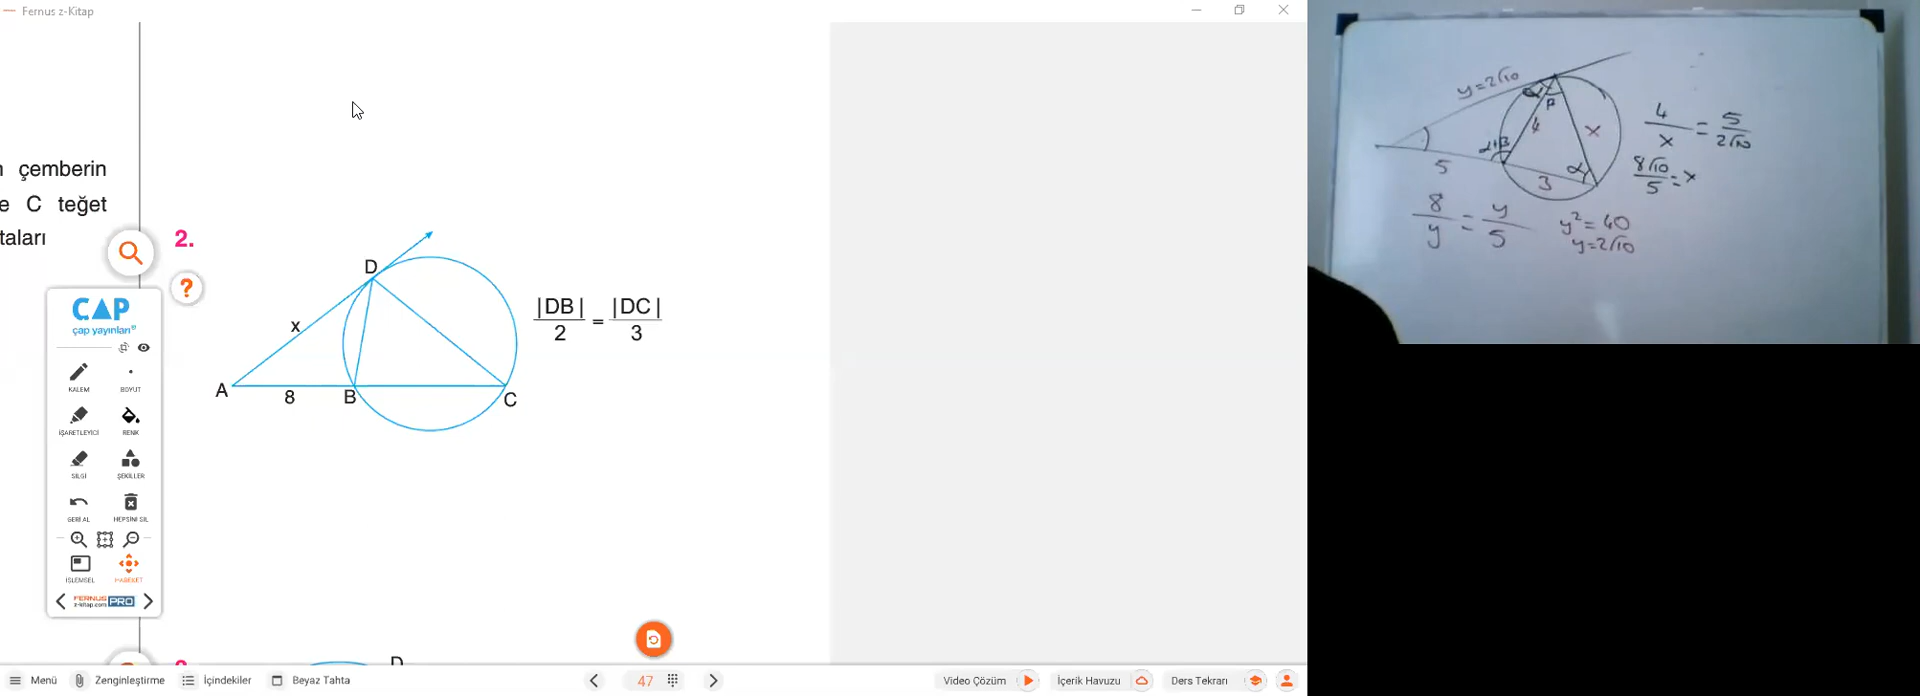 Fernus z-Kitap
çemberin
e C teğet
taları
2.
?
ÇAP
çap yayınları
KALEM
BOYUT
İŞARETLEYİCİ
RENK
SİLGİ
ŞEKİLLER
GERİ AL
HEPSİNİ SİL
İŞLEMSEL
HAREKET
FERNUS
z-kitap.com PRO
D
x
A
8
B
C
|DB| / 2 = |DC| / 3
D
Menü
Zenginleştirme
İçindekiler
Beyaz Tahta
47
Video Çözüm
İçerik Havuzu
Ders Tekrarı
y=2√10
α
β
4
x
α+β
5
3
α
4/x = 5/2√10
8√10/5 = x
8/y = y/5
y²=40
y=2√10